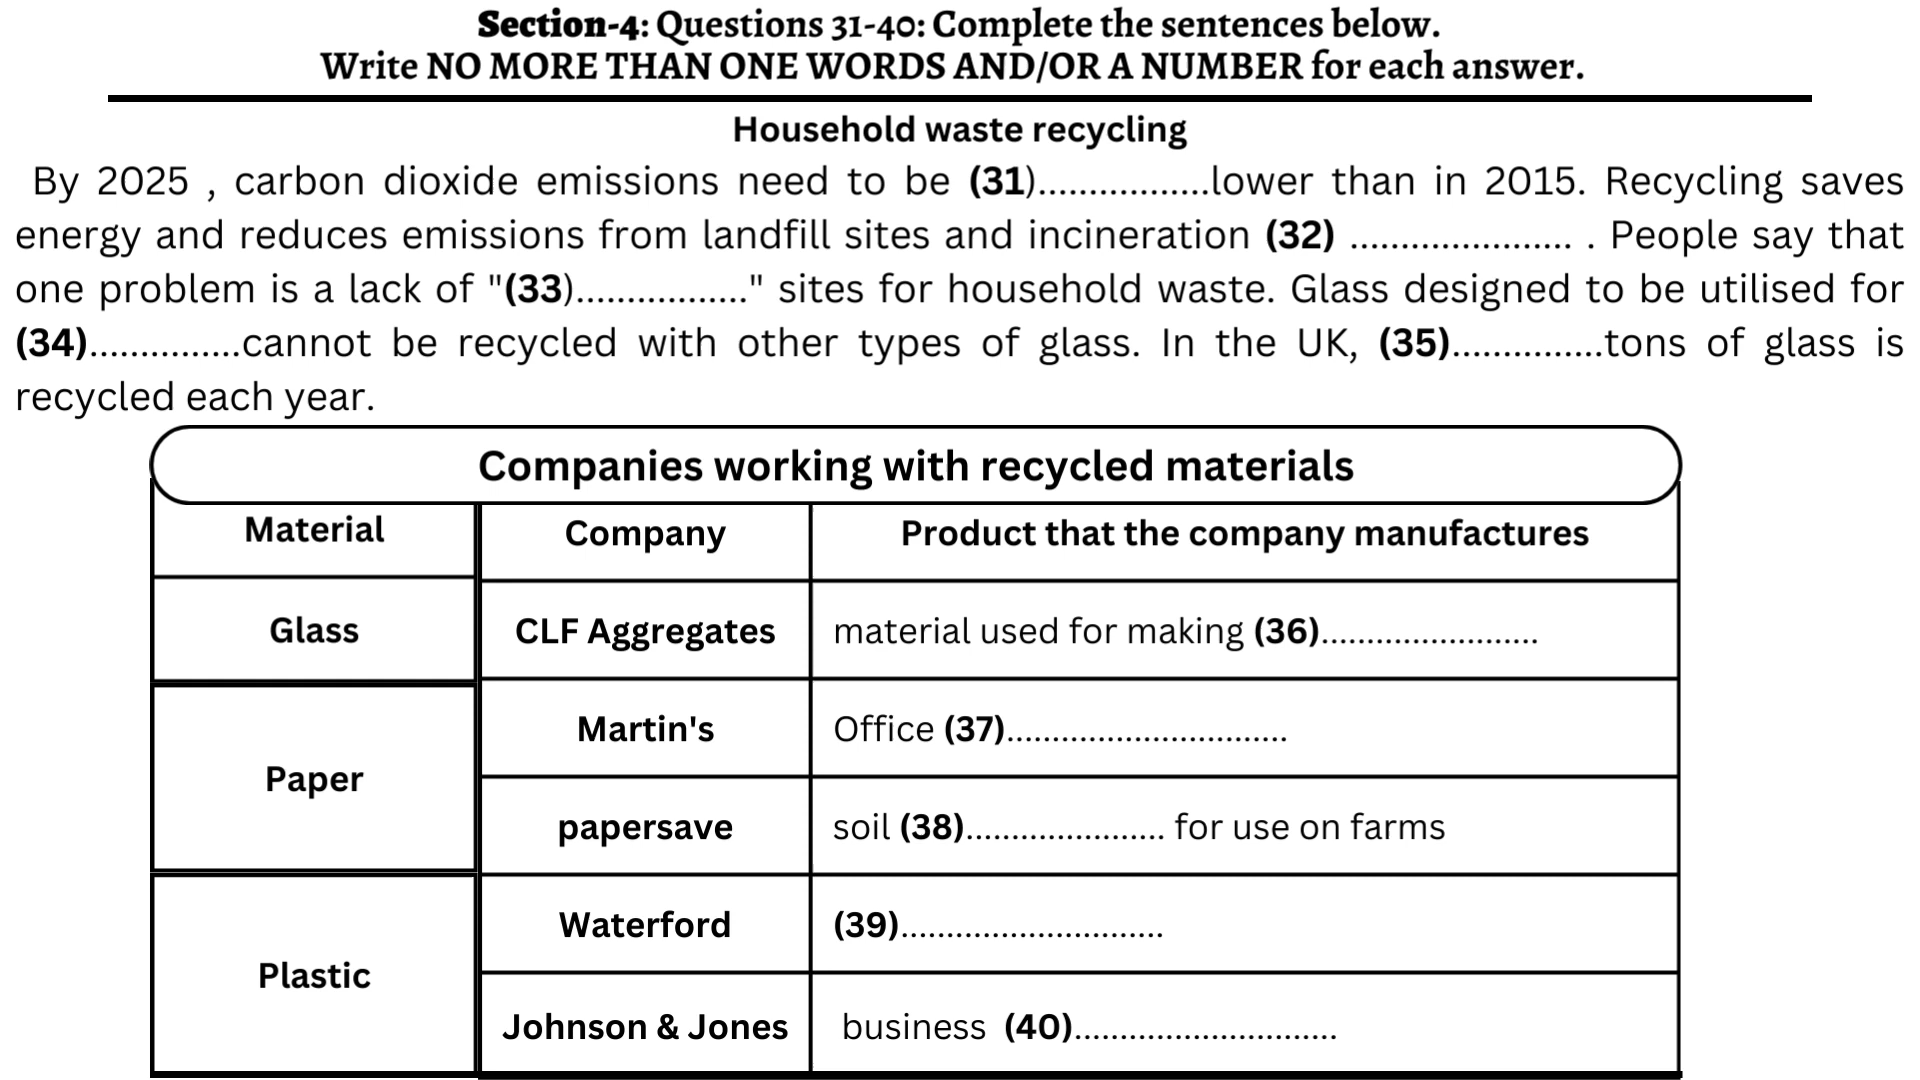 Section-4: Questions 31-40: Complete the sentences below.
Write NO MORE THAN ONE WORDS AND/OR A NUMBER for each answer.
Household waste recycling
By 2025 , carbon dioxide emissions need to be (31).................lower than in 2015. Recycling saves
energy and reduces emissions from landfill sites and incineration (32) ...................... . People say that
one problem is a lack of "(33)................." sites for household waste. Glass designed to be utilised for
(34)...............cannot be recycled with other types of glass. In the UK, (35)...............tons of glass is
recycled each year.
Companies working with recycled materials
Material
Company
Product that the company manufactures
Glass
CLF Aggregates
material used for making (36)........................
Paper
Martin's
Office (37)...............................
papersave
soil (38)...................... for use on farms
Plastic
Waterford
(39).............................
Johnson & Jones
business (40).............................